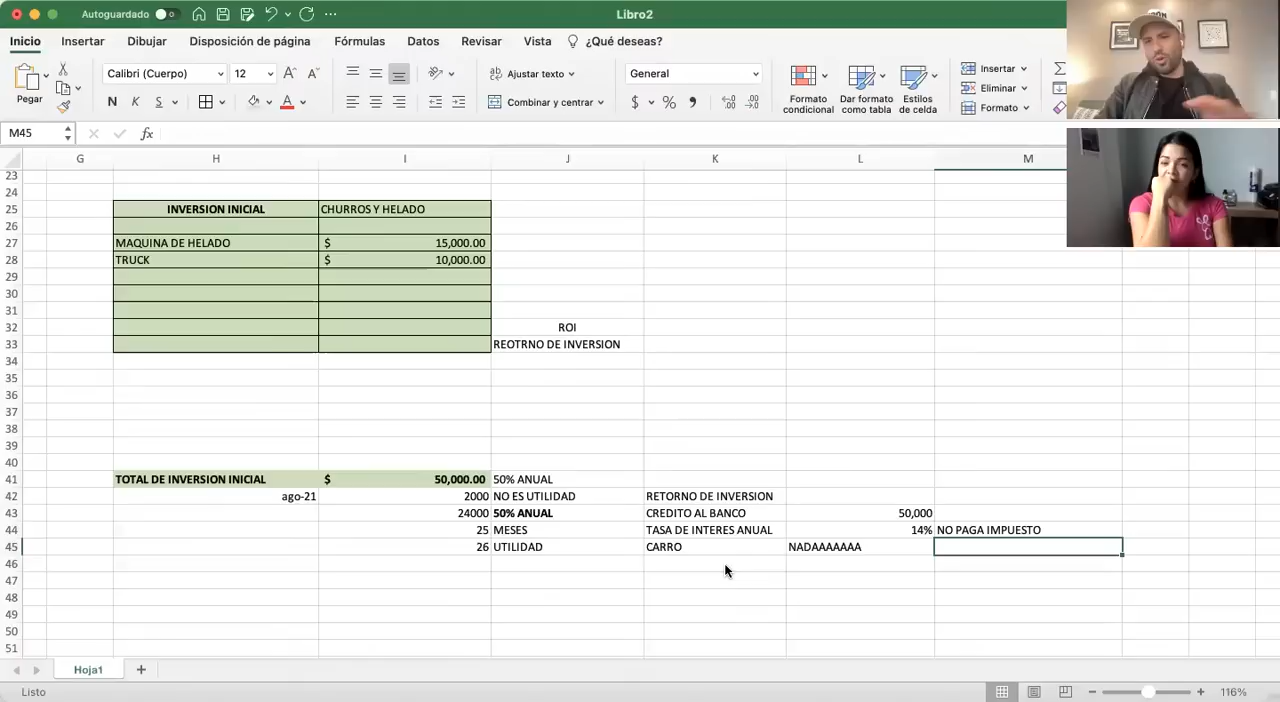 Autoguardado
Libro2
Inicio Insertar Dibujar Disposición de página Fórmulas Datos Revisar Vista ¿Qué deseas?
Pegar
Calibri (Cuerpo) 12
N K S
Ajustar texto
Combinar y centrar
General
$ %
Formato condicional
Dar formato como tabla
Estilos de celda
Insertar
Eliminar
Formato
M45 fx
G H I J K L M
23
24
25 INVERSION INICIAL CHURROS Y HELADO
26
27 MAQUINA DE HELADO $ 15,000.00
28 TRUCK $ 10,000.00
29
30
31
32 ROI
33 REOTRNO DE INVERSION
34
35
36
37
38
39
40
41 TOTAL DE INVERSION INICIAL $ 50,000.00 50% ANUAL
42 ago-21 2000 NO ES UTILIDAD RETORNO DE INVERSION
43 24000 50% ANUAL CREDITO AL BANCO 50,000
44 25 MESES TASA DE INTERES ANUAL 14% NO PAGA IMPUESTO
45 26 UTILIDAD CARRO NADAAAAAAA
46
47
48
49
50
51
Hoja1
Listo 116%